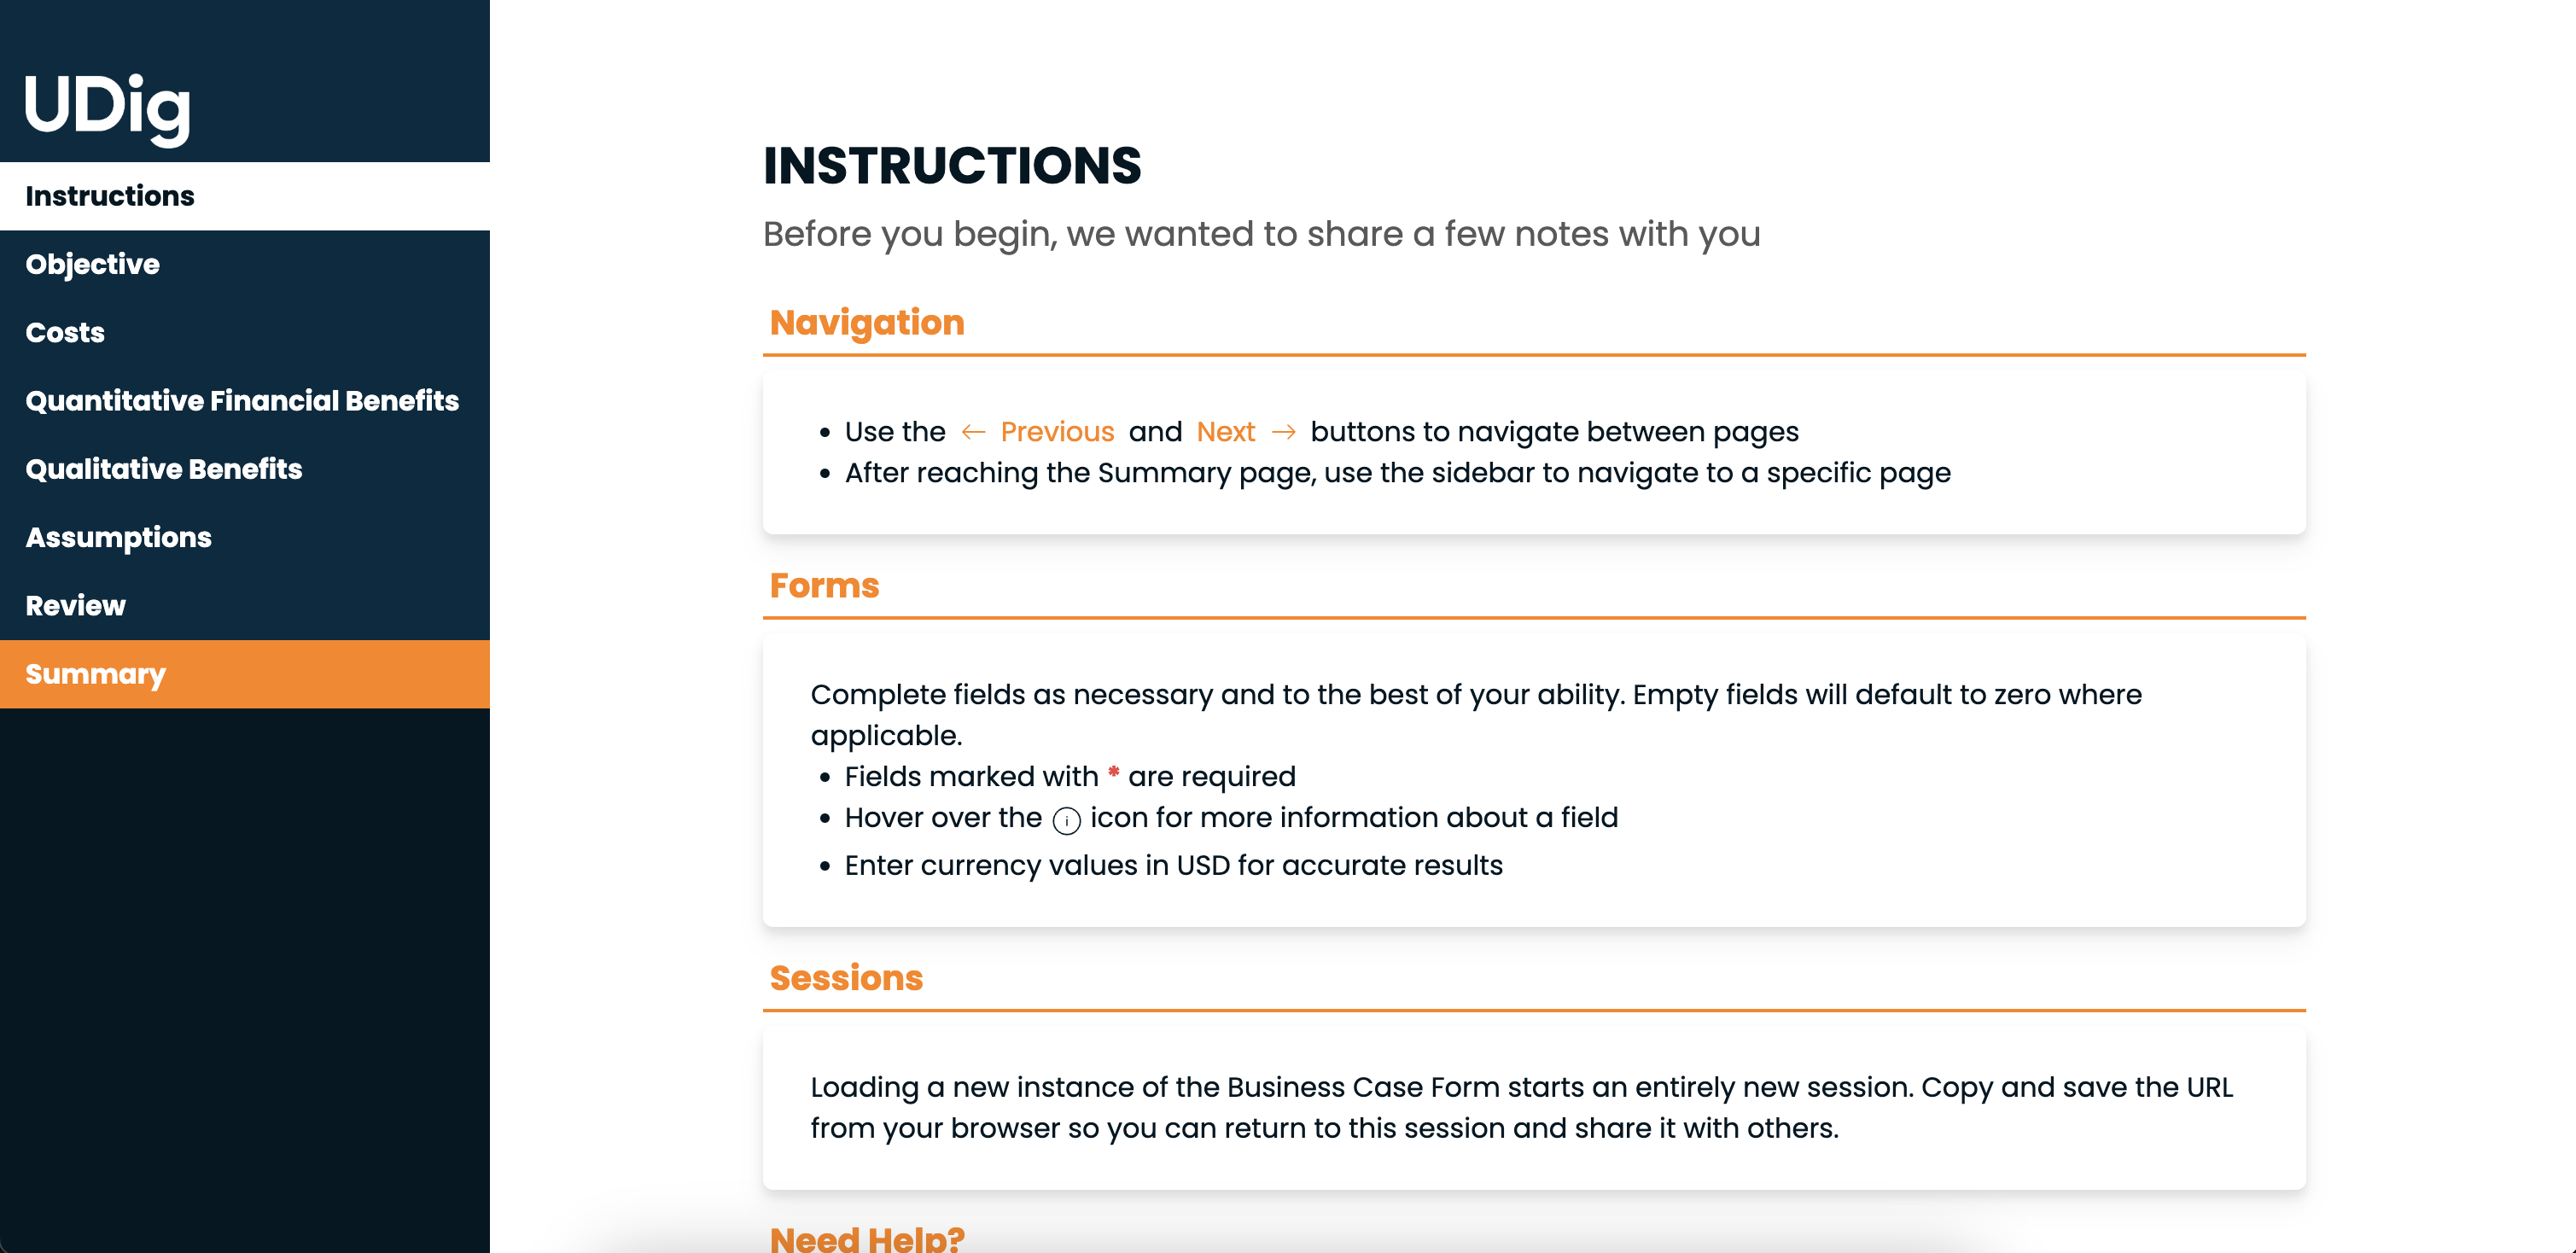 UDig
Instructions
Objective
Costs
Quantitative Financial Benefits
Qualitative Benefits
Assumptions
Review
Summary
INSTRUCTIONS
Before you begin, we wanted to share a few notes with you
Navigation
• Use the ← Previous and Next → buttons to navigate between pages
• After reaching the Summary page, use the sidebar to navigate to a specific page
Forms
Complete fields as necessary and to the best of your ability. Empty fields will default to zero where
applicable.
• Fields marked with * are required
• Hover over the ⓘ icon for more information about a field
• Enter currency values in USD for accurate results
Sessions
Loading a new instance of the Business Case Form starts an entirely new session. Copy and save the URL
from your browser so you can return to this session and share it with others.
Need Help?